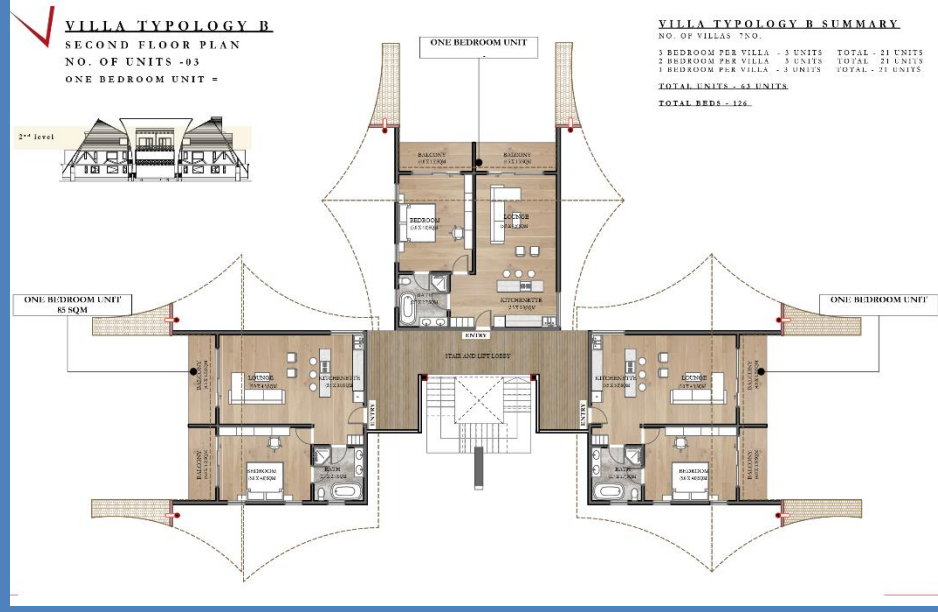 VILLA TYPOLOGY B
SECOND FLOOR PLAN
NO. OF UNITS -03
ONE BEDROOM UNIT =
2nd level
VILLA TYPOLOGY B SUMMARY
NO. OF VILLAS 7NO.
3 BEDROOM PER VILLA - 3 UNITS TOTAL - 21 UNITS
2 BEDROOM PER VILLA - 3 UNITS TOTAL - 21 UNITS
1 BEDROOM PER VILLA - 3 UNITS TOTAL - 21 UNITS
TOTAL UNITS - 63 UNITS
TOTAL BEDS - 126
ONE BEDROOM UNIT
BALCONY
BALCONY
BEDROOM
LOUNGE
BATH
KITCHENETTE
ENTRY
STAIR AND LIFT LOBBY
ONE BEDROOM UNIT
85 SQM
BALCONY
LOUNGE
KITCHENETTE
ENTRY
BALCONY
BEDROOM
BATH
ONE BEDROOM UNIT
KITCHENETTE
LOUNGE
BALCONY
ENTRY
BATH
BEDROOM
BALCONY